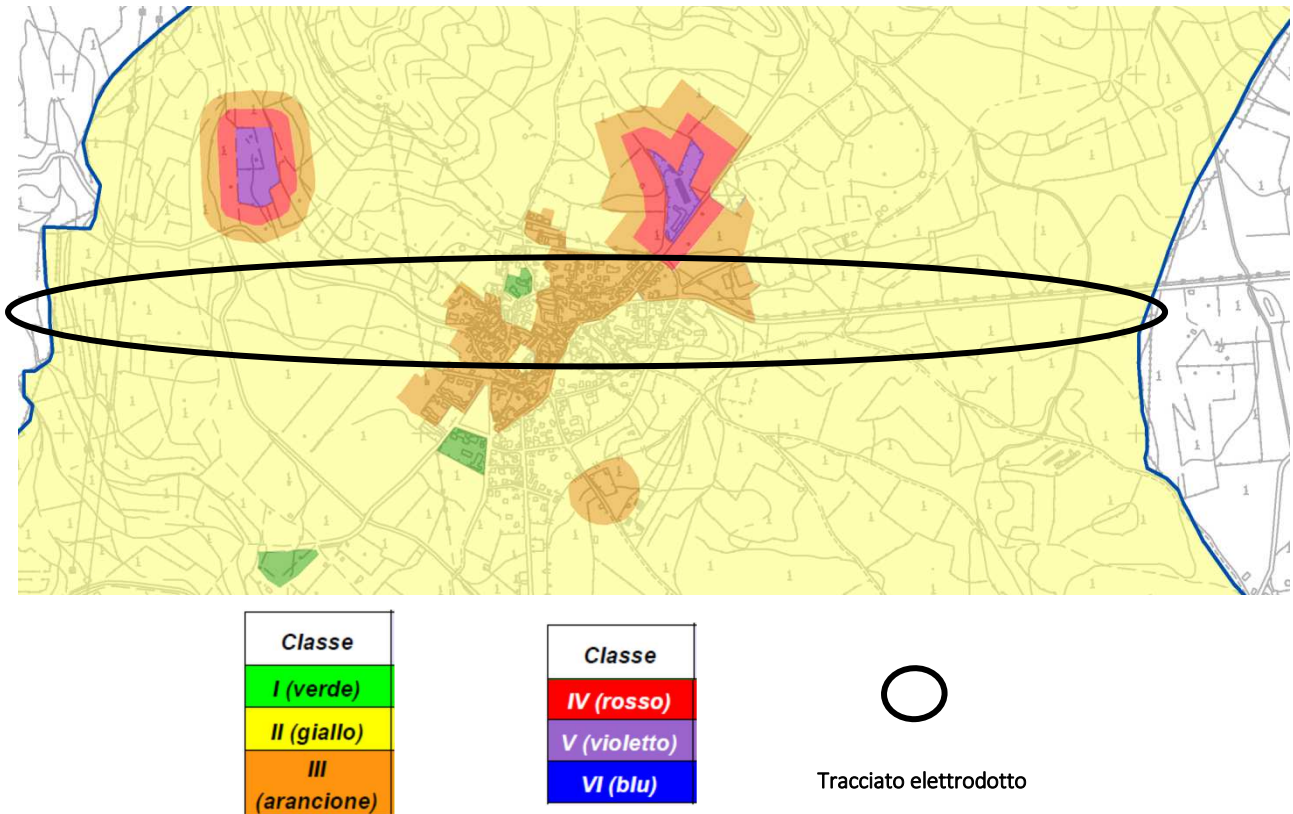 Classe
I (verde)
II (giallo)
III
(arancione)
Classe
IV (rosso)
V (violetto)
VI (blu)
Tracciato elettrodotto